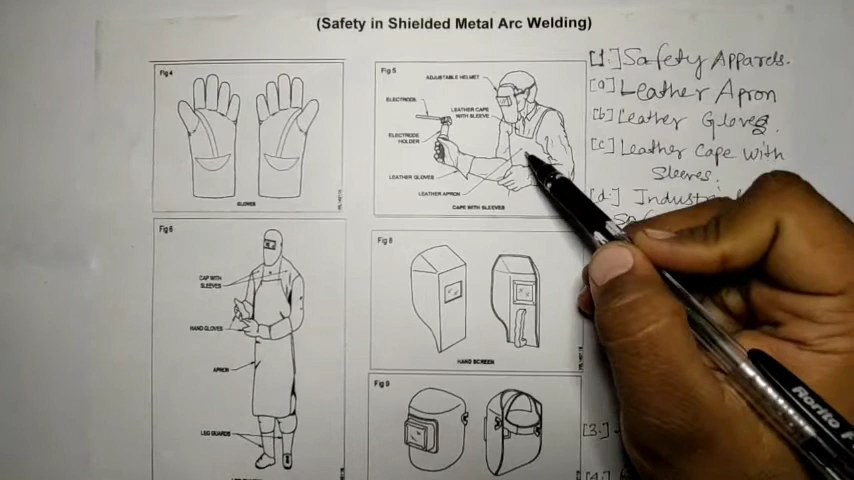 (Safety in Shielded Metal Arc Welding)
Fig 4
GLOVES
Fig 5
ADJUSTABLE HELMET
ELECTRODE
LEATHER CAPE
WITH SLEEVE
ELECTRODE
HOLDER
LEATHER GLOVES
LEATHER APRON
CAPE WITH SLEEVES
Fig 6
CAP WITH
SLEEVES
HAND GLOVES
APRON
LEG GUARDS
Fig 8
HAND SCREEN
Fig 9
[1.] Safety Apparels.
[a] Leather Apron
[b] Leather Gloves.
[c] Leather Cape with
Sleeves.
[d.]
[3.]
[4.]
Rorito